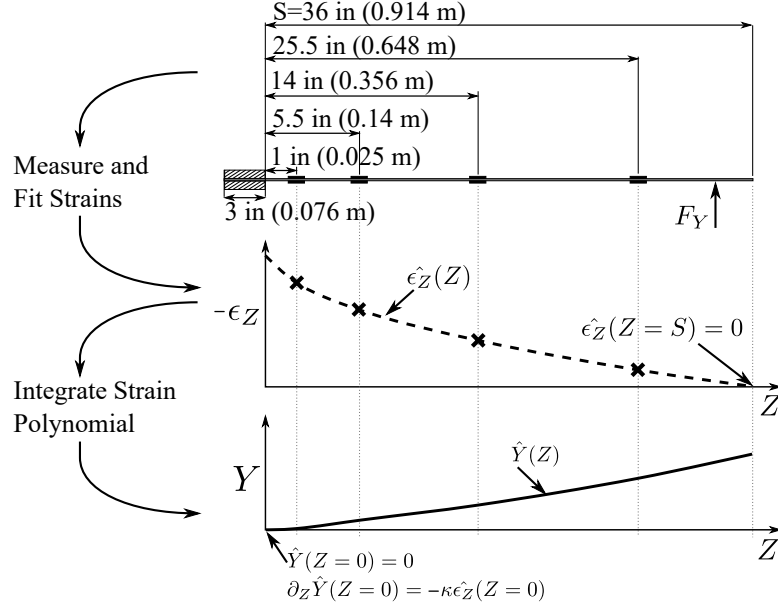 S=36 in (0.914 m)
25.5 in (0.648 m)
14 in (0.356 m)
5.5 in (0.14 m)
1 in (0.025 m)
3 in (0.076 m)
Measure and
Fit Strains
F_Y
-ϵ_Z
ϵ̂_Z(Z)
ϵ̂_Z(Z = S) = 0
Z
Integrate Strain
Polynomial
Y
Ŷ(Z)
Z
Ŷ(Z = 0) = 0
∂_Z Ŷ(Z = 0) = -κϵ̂_Z(Z = 0)